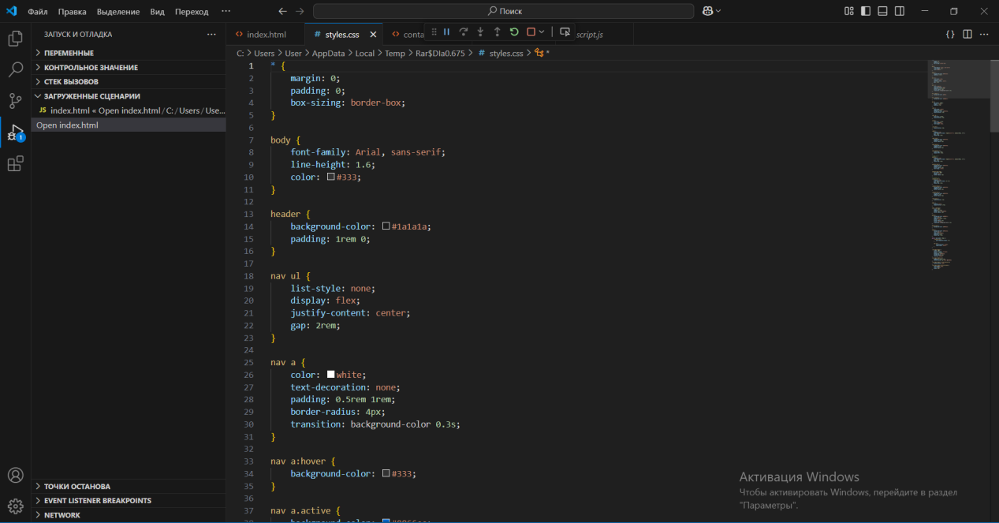 Файл Правка Выделение Вид Переход ··· Поиск
ЗАПУСК И ОТЛАДКА ···
ПЕРЕМЕННЫЕ
КОНТРОЛЬНОЕ ЗНАЧЕНИЕ
СТЕК ВЫЗОВОВ
ЗАГРУЖЕННЫЕ СЦЕНАРИИ
JS index.html « Open index.html / C: / Users / Use...
Open index.html
1
ТОЧКИ ОСТАНОВА
EVENT LISTENER BREAKPOINTS
NETWORK
<> index.html # styles.css <> conta script.js {} ···
C: > Users > User > AppData > Local > Temp > Rar$DIa0.675 > # styles.css > *
1 * {
2 margin: 0;
3 padding: 0;
4 box-sizing: border-box;
5 }
6
7 body {
8 font-family: Arial, sans-serif;
9 line-height: 1.6;
10 color: #333;
11 }
12
13 header {
14 background-color: #1a1a1a;
15 padding: 1rem 0;
16 }
17
18 nav ul {
19 list-style: none;
20 display: flex;
21 justify-content: center;
22 gap: 2rem;
23 }
24
25 nav a {
26 color: white;
27 text-decoration: none;
28 padding: 0.5rem 1rem;
29 border-radius: 4px;
30 transition: background-color 0.3s;
31 }
32
33 nav a:hover {
34 background-color: #333;
35 }
36
37 nav a.active {
Активация Windows
Чтобы активировать Windows, перейдите в раздел
"Параметры".